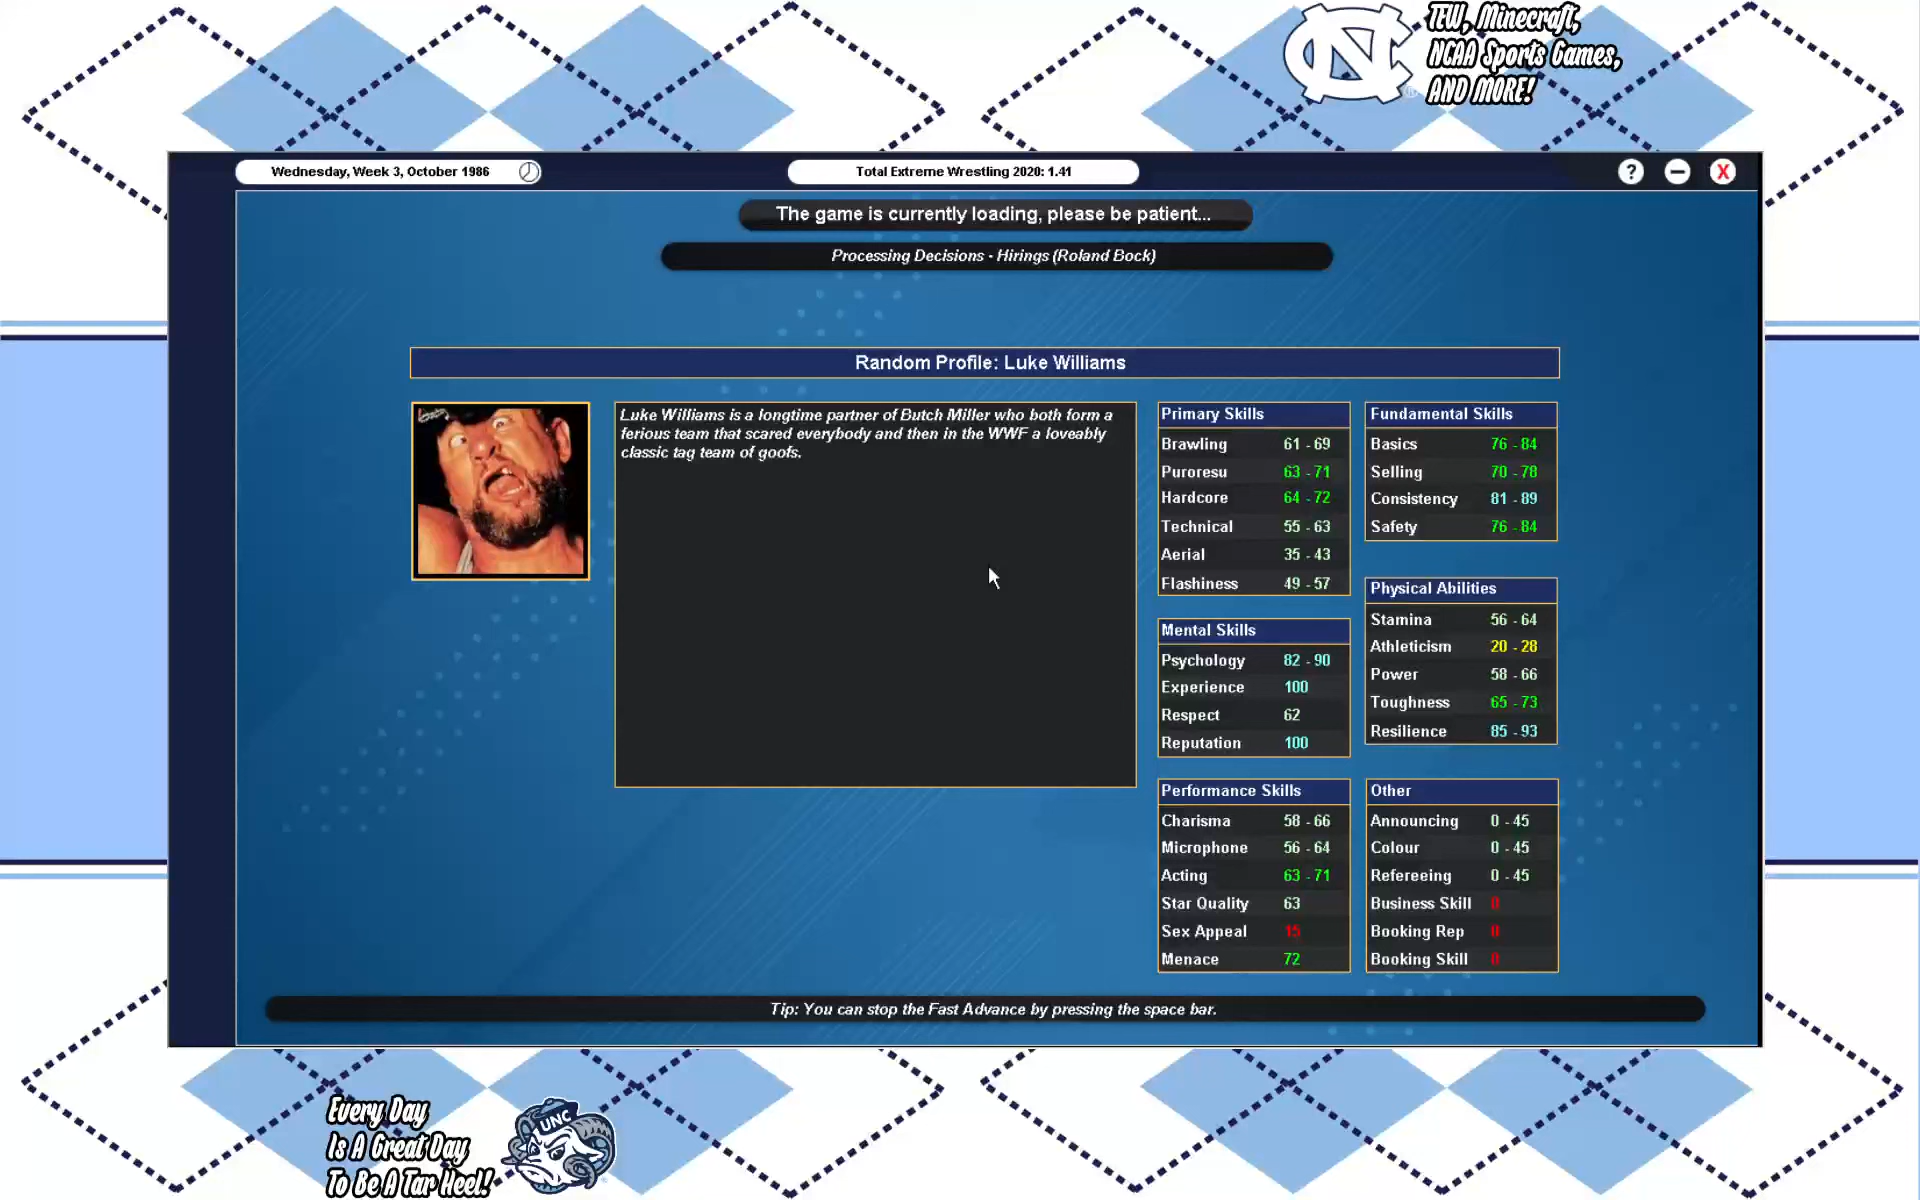 TEW, Minecraft,
NCAA Sports Games,
AND MORE!
NC
Wednesday, Week 3, October 1986
Total Extreme Wrestling 2020: 1.41
?
X
The game is currently loading, please be patient...
Processing Decisions - Hirings (Roland Bock)
Random Profile: Luke Williams
Luke Williams is a longtime partner of Butch Miller who both form a
ferious team that scared everybody and then in the WWF a loveably
classic tag team of goofs.
Primary Skills
Brawling 61 - 69
Puroresu 63 - 71
Hardcore 64 - 72
Technical 55 - 63
Aerial 35 - 43
Flashiness 49 - 57
Mental Skills
Psychology 82 - 90
Experience 100
Respect 62
Reputation 100
Performance Skills
Charisma 58 - 66
Microphone 56 - 64
Acting 63 - 71
Star Quality 63
Sex Appeal 15
Menace 72
Fundamental Skills
Basics 76 - 84
Selling 70 - 78
Consistency 81 - 89
Safety 76 - 84
Physical Abilities
Stamina 56 - 64
Athleticism 20 - 28
Power 58 - 66
Toughness 65 - 73
Resilience 85 - 93
Other
Announcing 0 - 45
Colour 0 - 45
Refereeing 0 - 45
Business Skill 0
Booking Rep 0
Booking Skill 0
Tip: You can stop the Fast Advance by pressing the space bar.
Every Day
Is A Great Day
To Be A Tar Heel!
UNC